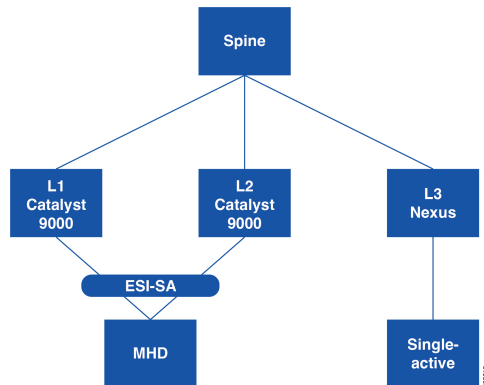 Spine
L1
Catalyst
9000
L2
Catalyst
9000
L3
Nexus
ESI-SA
MHD
Single-
active